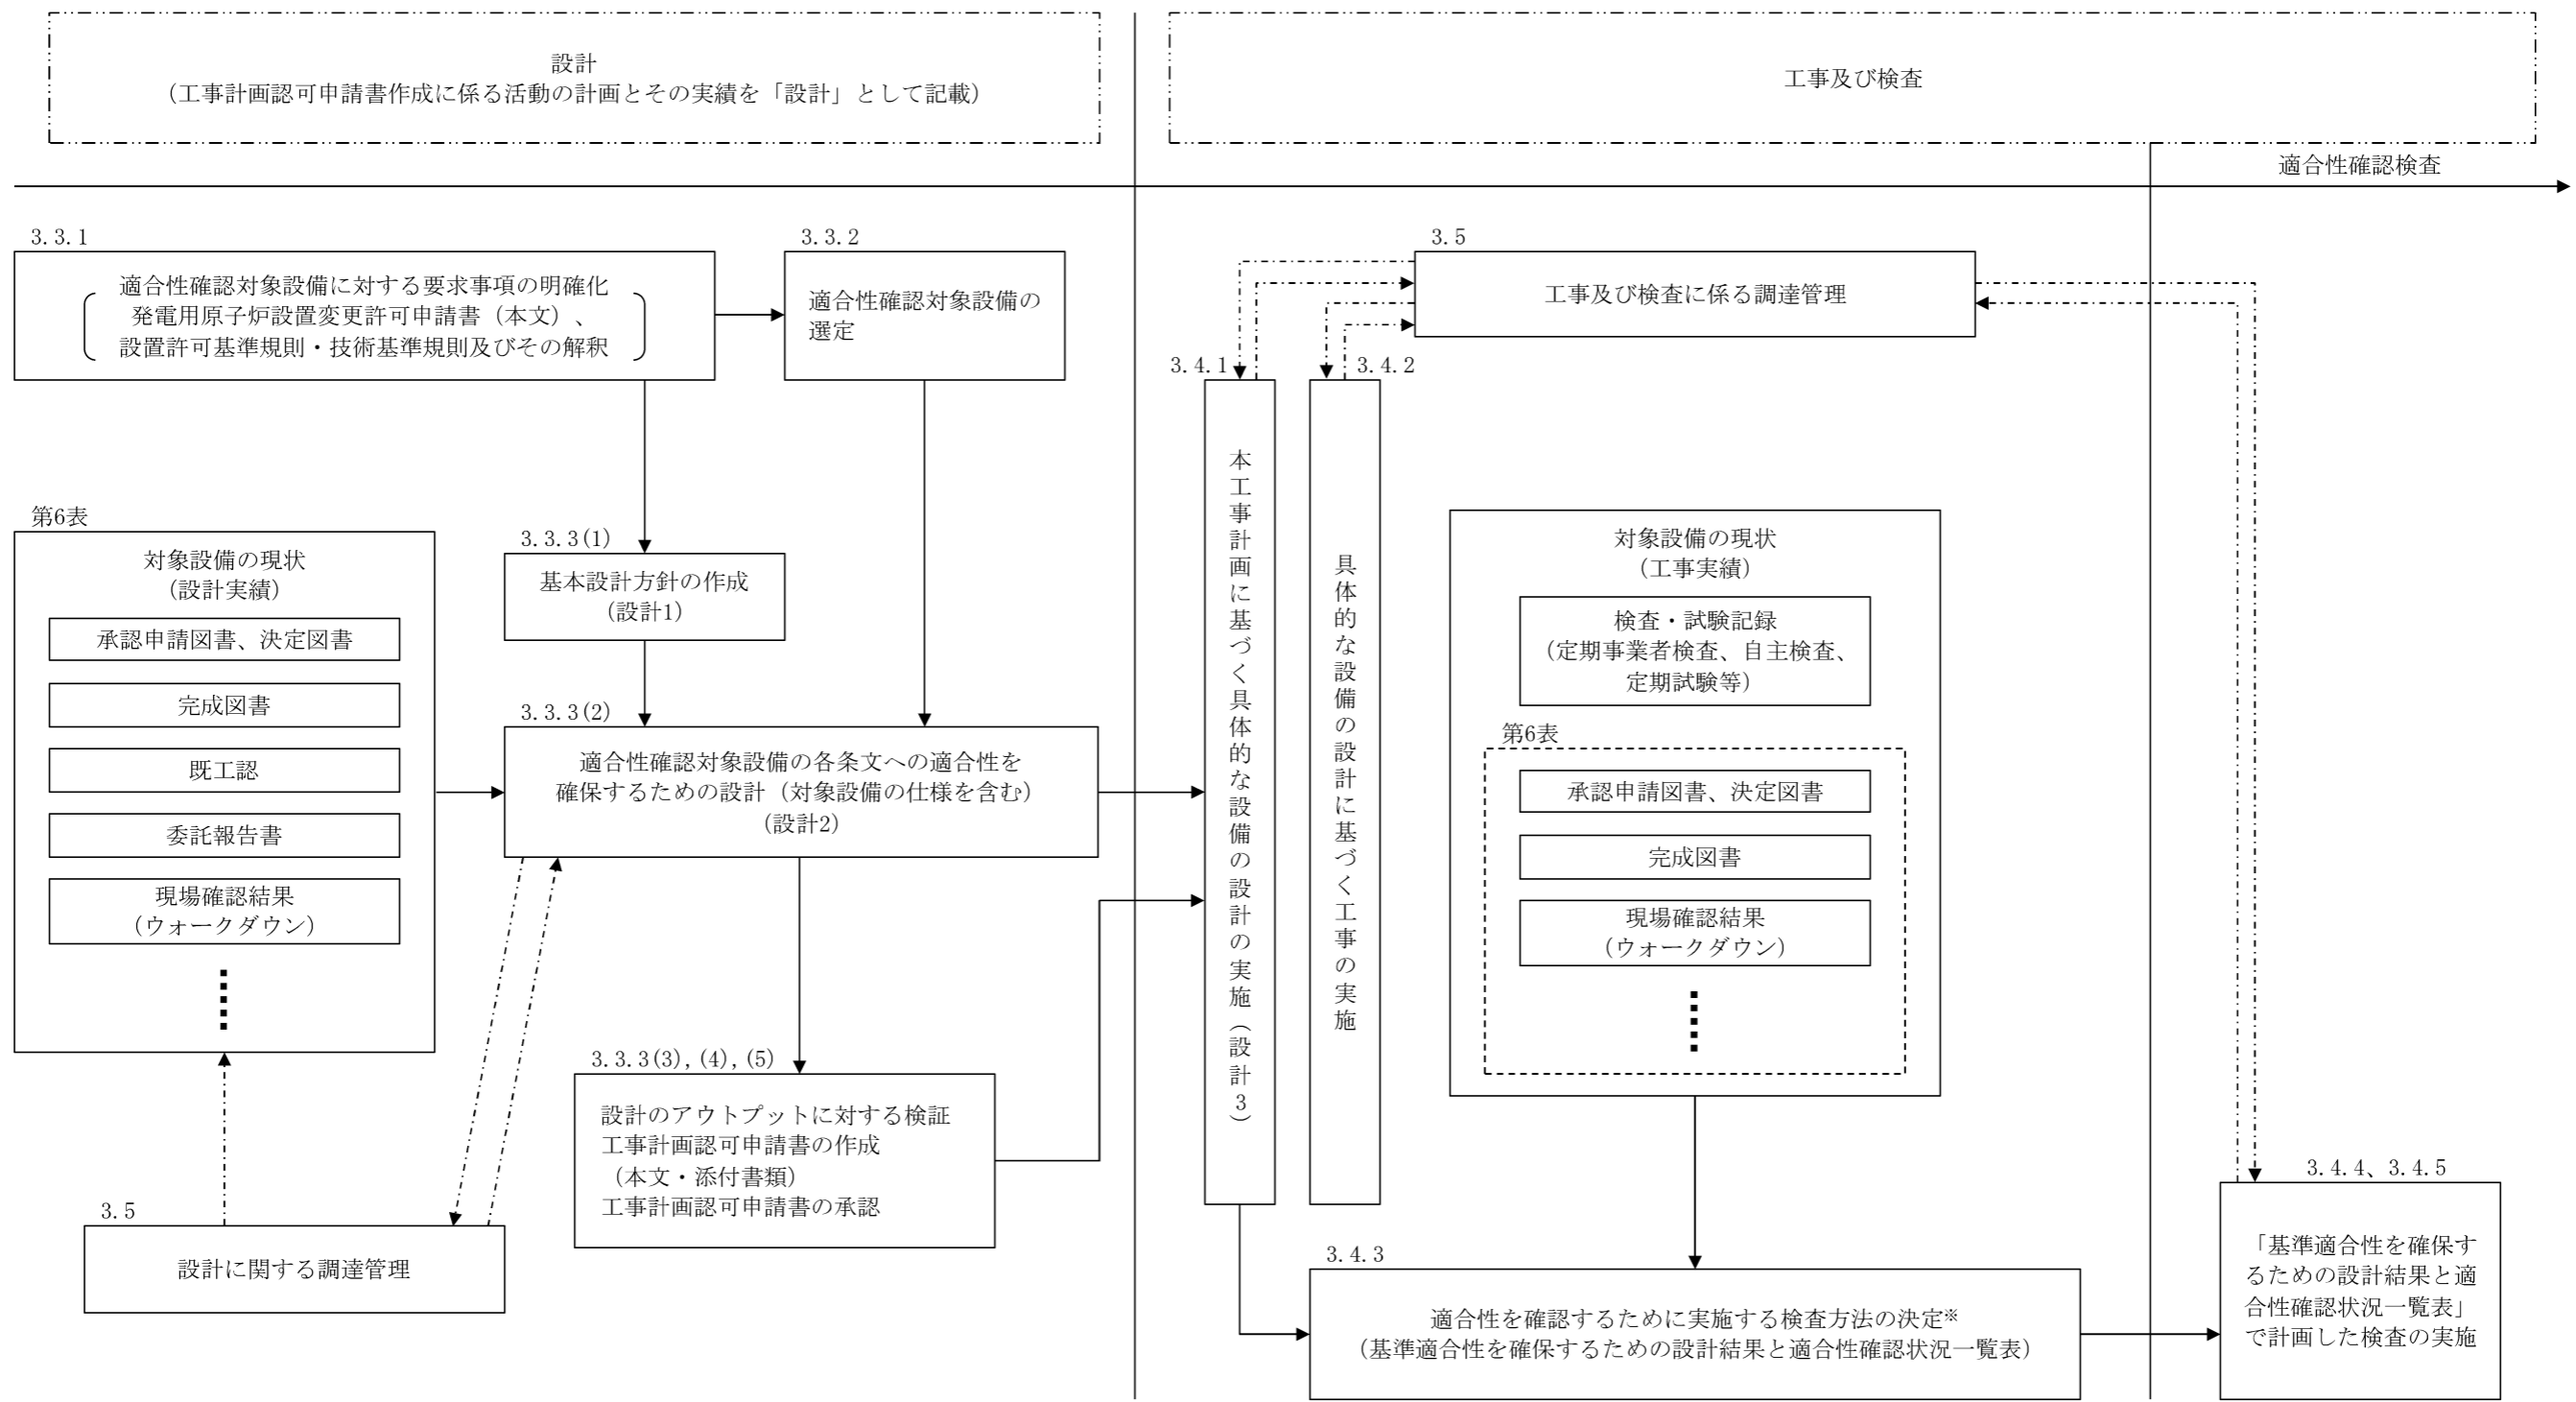 設計
（工事計画認可申請書作成に係る活動の計画とその実績を「設計」として記載）
工事及び検査
適合性確認検査
3.3.1
適合性確認対象設備に対する要求事項の明確化
発電用原子炉設置変更許可申請書（本文）、
設置許可基準規則・技術基準規則及びその解釈
3.3.2
適合性確認対象設備の
選定
第6表
対象設備の現状
（設計実績）
承認申請図書、決定図書
完成図書
既工認
委託報告書
現場確認結果
（ウォークダウン）
3.3.3(1)
基本設計方針の作成
（設計1）
3.3.3(2)
適合性確認対象設備の各条文への適合性を
確保するための設計（対象設備の仕様を含む）
（設計2）
3.3.3(3),(4),(5)
設計のアウトプットに対する検証
工事計画認可申請書の作成
（本文・添付書類）
工事計画認可申請書の承認
3.5
設計に関する調達管理
3.5
工事及び検査に係る調達管理
3.4.1
本工事計画に基づく具体的な設備の設計の実施（設計３）
3.4.2
具体的な設備の設計に基づく工事の実施
対象設備の現状
（工事実績）
検査・試験記録
（定期事業者検査、自主検査、
定期試験等）
第6表
承認申請図書、決定図書
完成図書
現場確認結果
（ウォークダウン）
3.4.3
適合性を確認するために実施する検査方法の決定※
（基準適合性を確保するための設計結果と適合性確認状況一覧表）
3.4.4、3.4.5
「基準適合性を確保す
るための設計結果と適
合性確認状況一覧表」
で計画した検査の実施